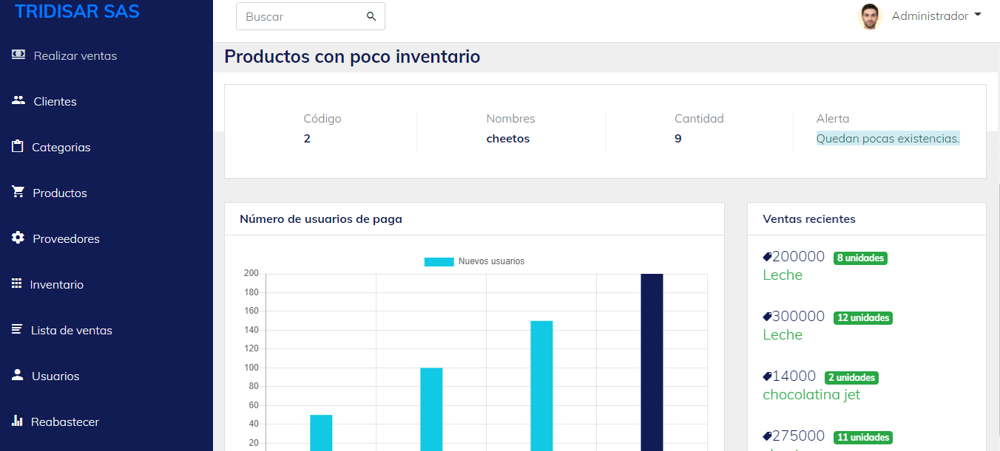 TRIDISAR SAS
Realizar ventas
Clientes
Categorias
Productos
Proveedores
Inventario
Lista de ventas
Usuarios
Reabastecer
Buscar
Administrador
Productos con poco inventario
Código Nombres Cantidad Alerta
2 cheetos 9 Quedan pocas existencias.
Número de usuarios de paga
Nuevos usuarios
200
180
160
140
120
100
80
60
40
20
Ventas recientes
200000 8 unidades
Leche
300000 12 unidades
Leche
14000 2 unidades
chocolatina jet
275000 11 unidades